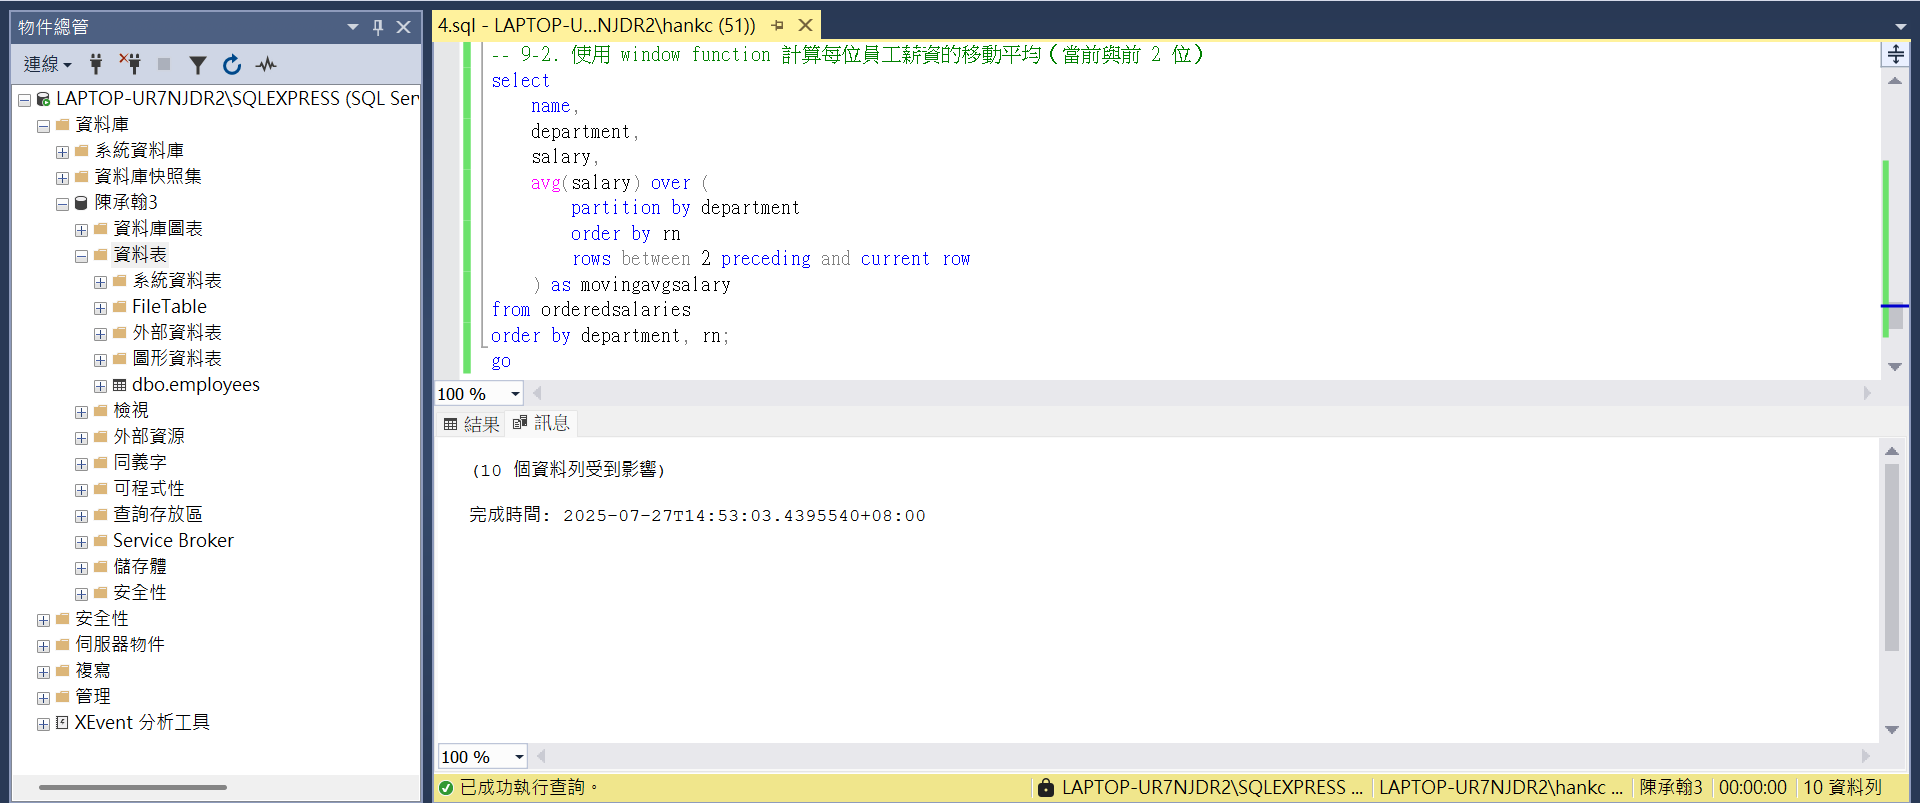 物件總管
連線
LAPTOP-UR7NJDR2\SQLEXPRESS (SQL Ser
資料庫
系統資料庫
資料庫快照集
陳承翰3
資料庫圖表
資料表
系統資料表
FileTable
外部資料表
圖形資料表
dbo.employees
檢視
外部資源
同義字
可程式性
查詢存放區
Service Broker
儲存體
安全性
安全性
伺服器物件
複寫
管理
XEvent 分析工具
4.sql - LAPTOP-U...NJDR2\hankc (51))
-- 9-2. 使用 window function 計算每位員工薪資的移動平均（當前與前 2 位）
select
name,
department,
salary,
avg(salary) over (
partition by department
order by rn
rows between 2 preceding and current row
) as movingavgsalary
from orderedsalaries
order by department, rn;
go
100 %
結果 訊息
(10 個資料列受到影響)
完成時間: 2025-07-27T14:53:03.4395540+08:00
100 %
已成功執行查詢。 LAPTOP-UR7NJDR2\SQLEXPRESS ... LAPTOP-UR7NJDR2\hankc ... 陳承翰3 00:00:00 10 資料列